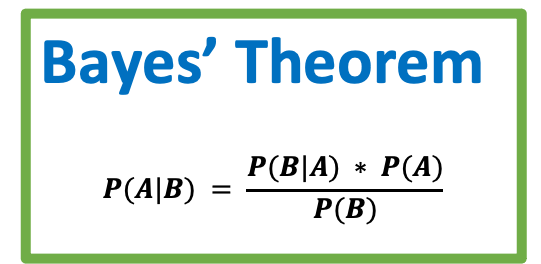 Bayes’ Theorem
P(A|B) = P(B|A) * P(A) / P(B)